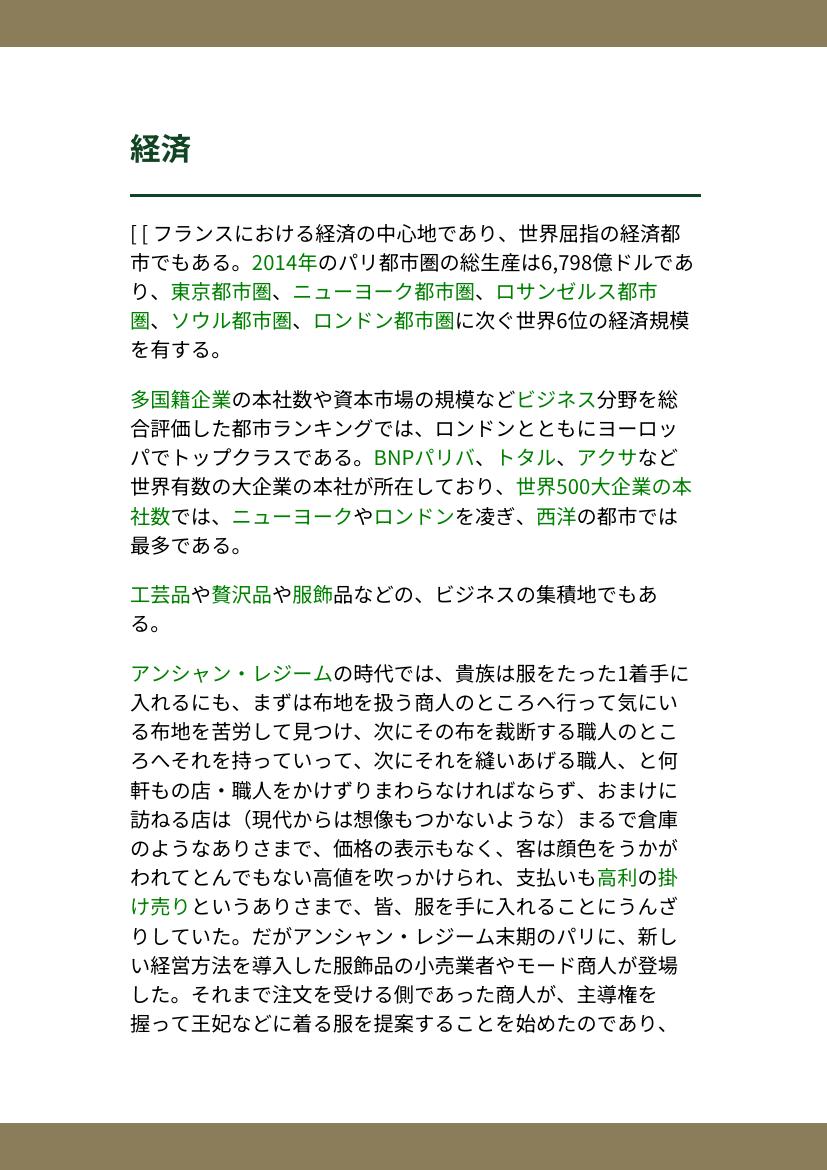 経済
[ [ フランスにおける経済の中心地であり、世界屈指の経済都
市でもある。2014年のパリ都市圏の総生産は6,798億ドルであ
り、東京都市圏、ニューヨーク都市圏、ロサンゼルス都市
圏、ソウル都市圏、ロンドン都市圏に次ぐ世界6位の経済規模
を有する。
多国籍企業の本社数や資本市場の規模などビジネス分野を総
合評価した都市ランキングでは、ロンドンとともにヨーロッ
パでトップクラスである。BNPパリバ、トタル、アクサなど
世界有数の大企業の本社が所在しており、世界500大企業の本
社数では、ニューヨークやロンドンを凌ぎ、西洋の都市では
最多である。
工芸品や贅沢品や服飾品などの、ビジネスの集積地でもあ
る。
アンシャン・レジームの時代では、貴族は服をたった1着手に
入れるにも、まずは布地を扱う商人のところへ行って気にい
る布地を苦労して見つけ、次にその布を裁断する職人のとこ
ろへそれを持っていって、次にそれを縫いあげる職人、と何
軒もの店・職人をかけずりまわらなければならず、おまけに
訪ねる店は（現代からは想像もつかないような）まるで倉庫
のようなありさまで、価格の表示もなく、客は顔色をうかが
われてとんでもない高値を吹っかけられ、支払いも高利の掛
け売りというありさまで、皆、服を手に入れることにうんざ
りしていた。だがアンシャン・レジーム末期のパリに、新し
い経営方法を導入した服飾品の小売業者やモード商人が登場
した。それまで注文を受ける側であった商人が、主導権を
握って王妃などに着る服を提案することを始めたのであり、